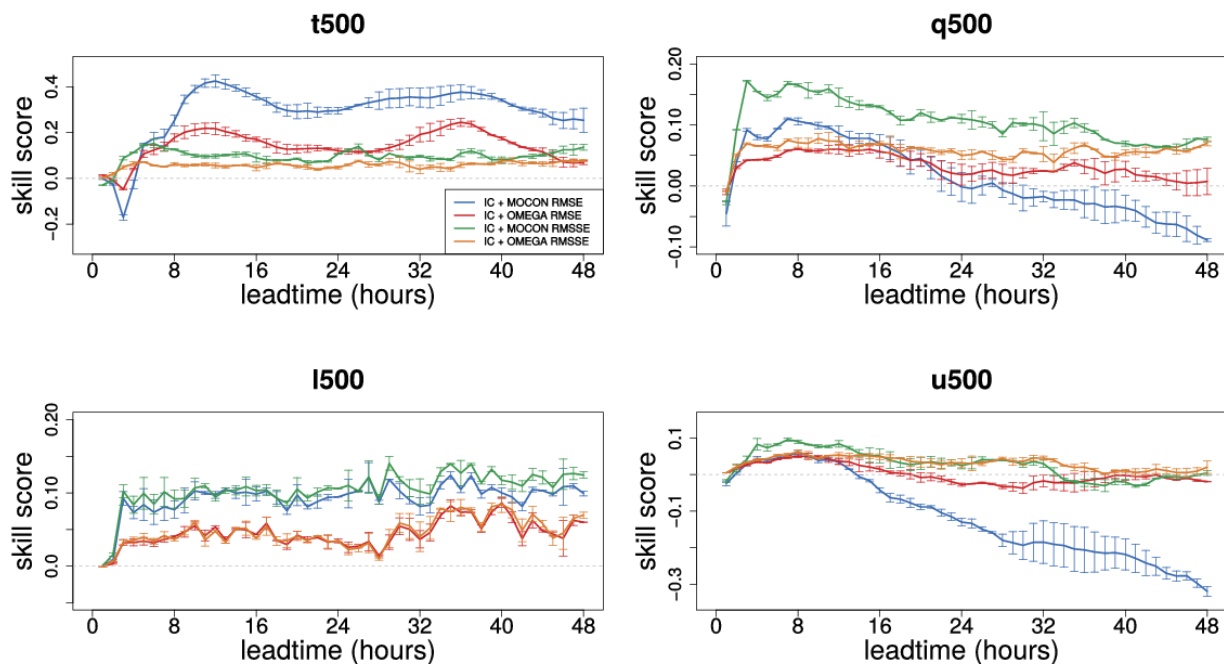 t500
skill score
0.4
0.2
0.0
−0.2
IC + MOCON RMSE
IC + OMEGA RMSE
IC + MOCON RMSSE
IC + OMEGA RMSSE
0 8 16 24 32 40 48
leadtime (hours)
q500
skill score
0.20
0.10
0.00
−0.10
0 8 16 24 32 40 48
leadtime (hours)
l500
skill score
0.20
0.10
0.0
0 8 16 24 32 40 48
leadtime (hours)
u500
skill score
0.1
−0.1
−0.3
0 8 16 24 32 40 48
leadtime (hours)